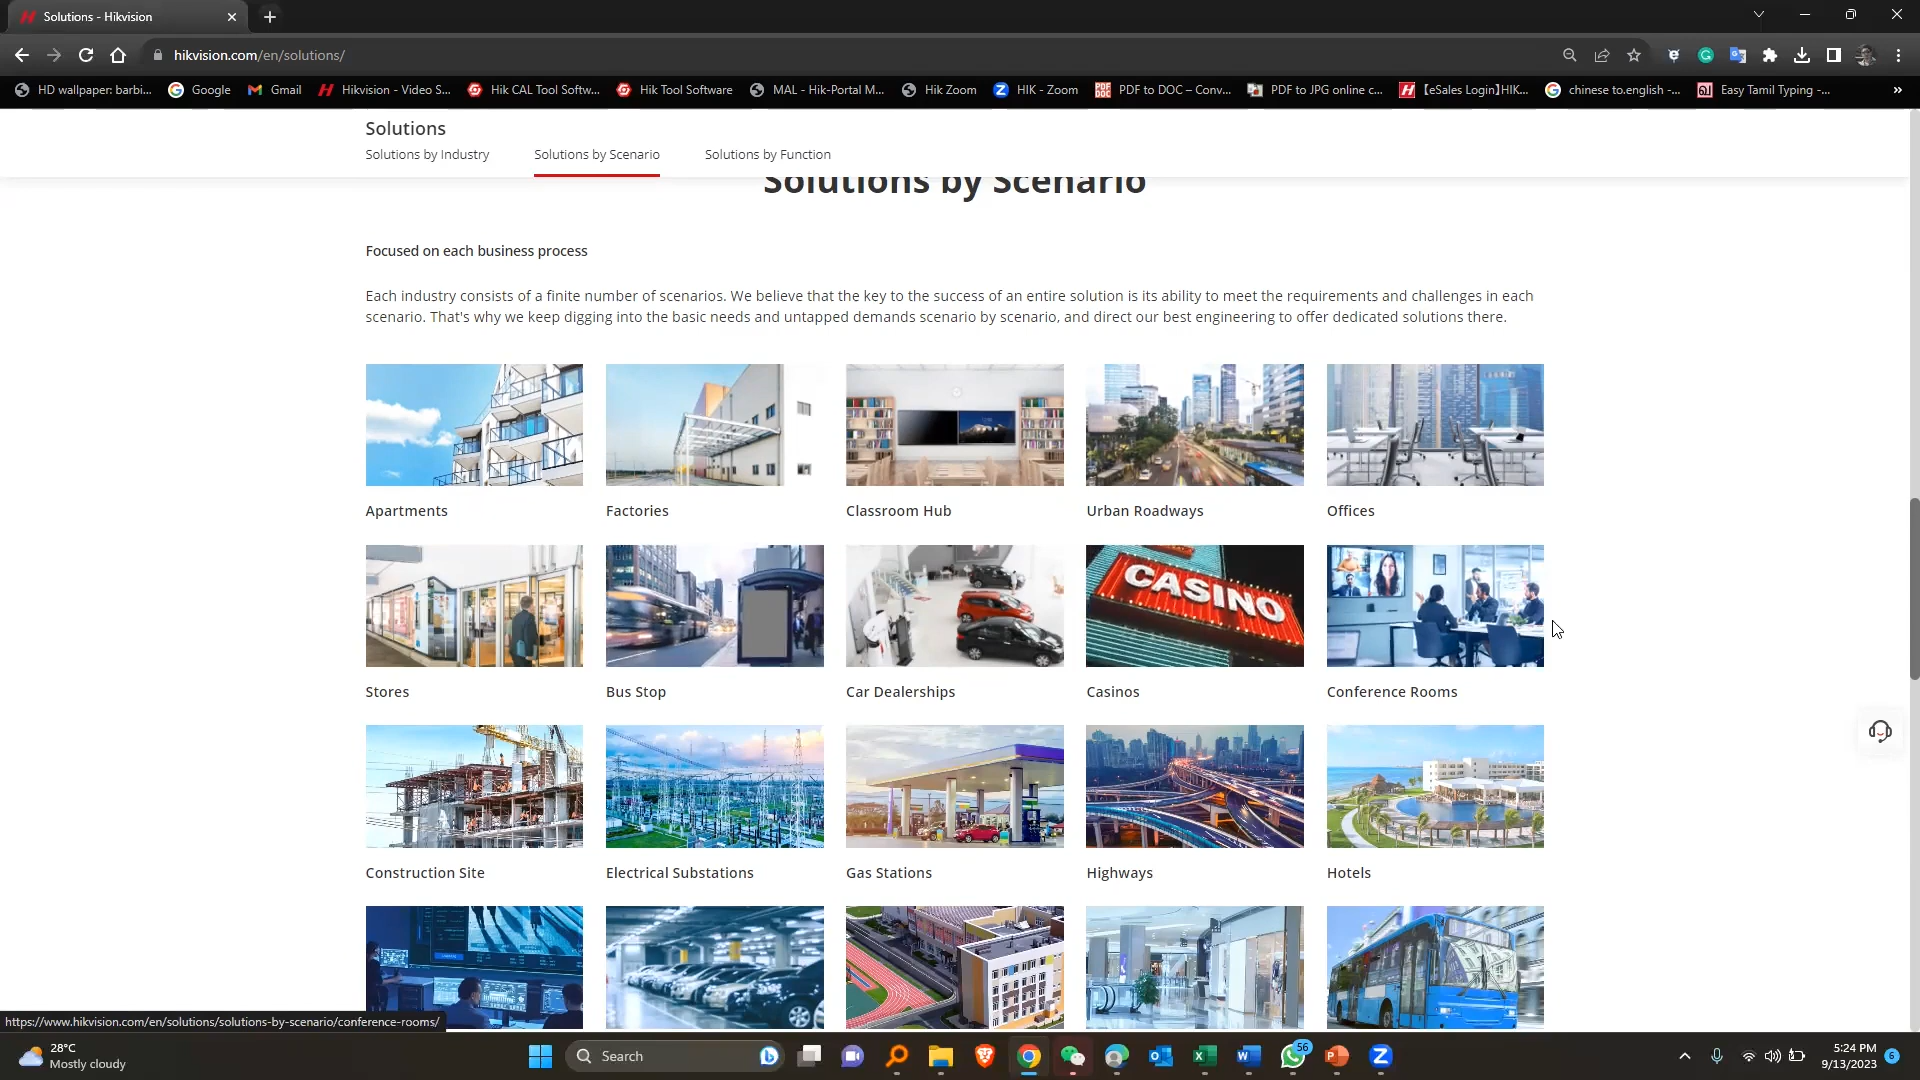 Solutions - Hikvision
hikvision.com/en/solutions/
HD wallpaper: barbi...
Google
Gmail
Hikvision - Video S...
Hik CAL Tool Softw...
Hik Tool Software
MAL - Hik-Portal M...
Hik Zoom
HIK - Zoom
PDF to DOC – Conv...
PDF to JPG online c...
【eSales Login】HIK...
chinese to.english -...
Easy Tamil Typing -...
»
Solutions
Solutions by Industry
Solutions by Scenario
Solutions by Function
Solutions by Scenario
Focused on each business process
Each industry consists of a finite number of scenarios. We believe that the key to the success of an entire solution is its ability to meet the requirements and challenges in each
scenario. That's why we keep digging into the basic needs and untapped demands scenario by scenario, and direct our best engineering to offer dedicated solutions there.
Apartments
Factories
Classroom Hub
Urban Roadways
Offices
CASINO
Stores
Bus Stop
Car Dealerships
Casinos
Conference Rooms
Construction Site
Electrical Substations
Gas Stations
Highways
Hotels
https://www.hikvision.com/en/solutions/solutions-by-scenario/conference-rooms/
28°C
Mostly cloudy
Search
56
5:24 PM
9/13/2023
6